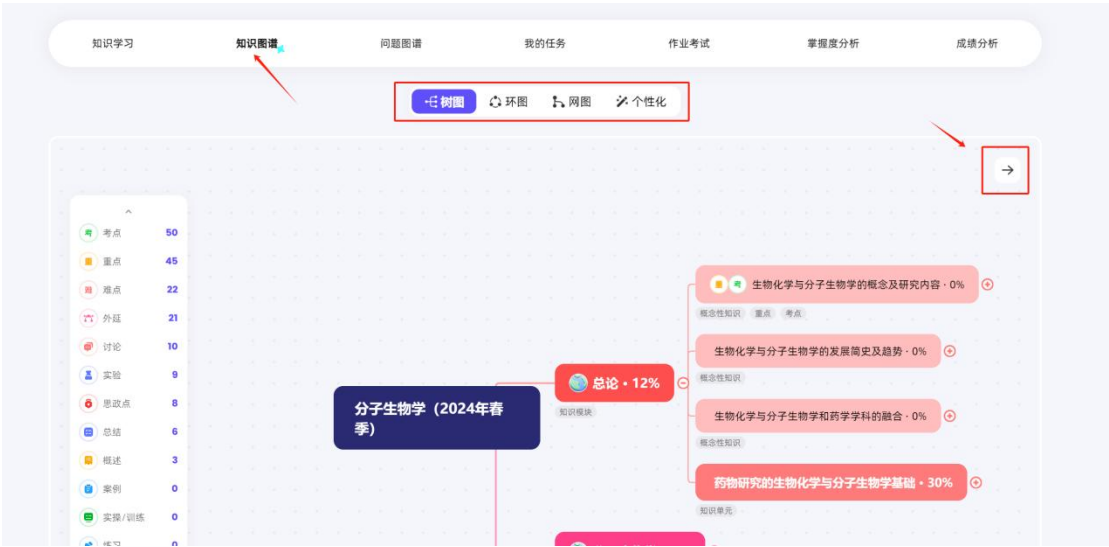 知识学习
知识图谱
问题图谱
我的任务
作业考试
掌握度分析
成绩分析
树图
环图
网图
个性化
考点 50
重点 45
难点 22
外延 21
讨论 10
实验 9
思政点 8
总结 6
概述 3
案例 0
实操/训练 0
练习 0
分子生物学（2024年春
季）
总论・12%
知识模块
生物化学与分子生物学的概念及研究内容 · 0%
概念性知识 重点 考点
生物化学与分子生物学的发展简史及趋势 · 0%
概念性知识
生物化学与分子生物学和药学学科的融合 · 0%
概念性知识
药物研究的生物化学与分子生物学基础・30%
知识单元